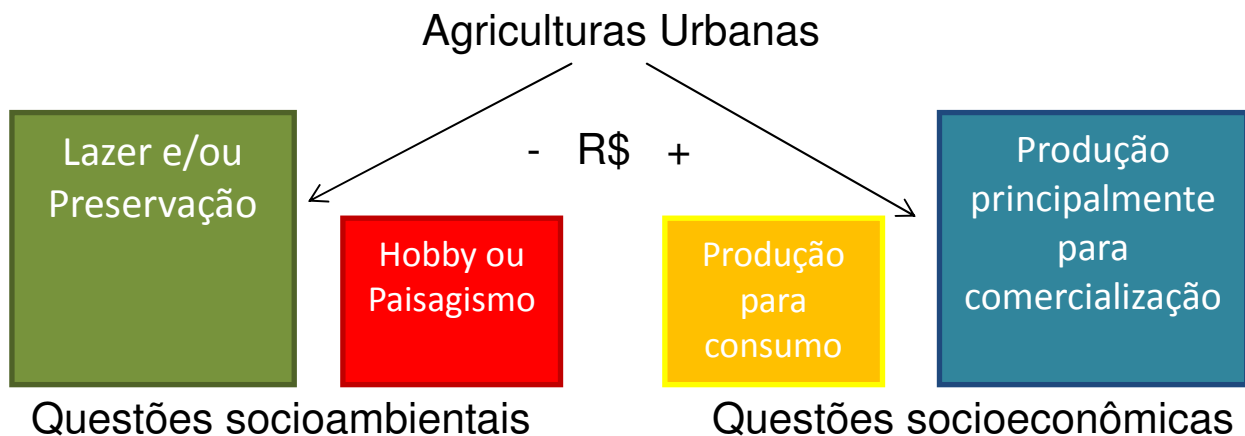 Agriculturas Urbanas
- R$ +
Lazer e/ou
Preservação
Hobby ou
Paisagismo
Produção
para
consumo
Produção
principalmente
para
comercialização
Questões socioambientais
Questões socioeconômicas